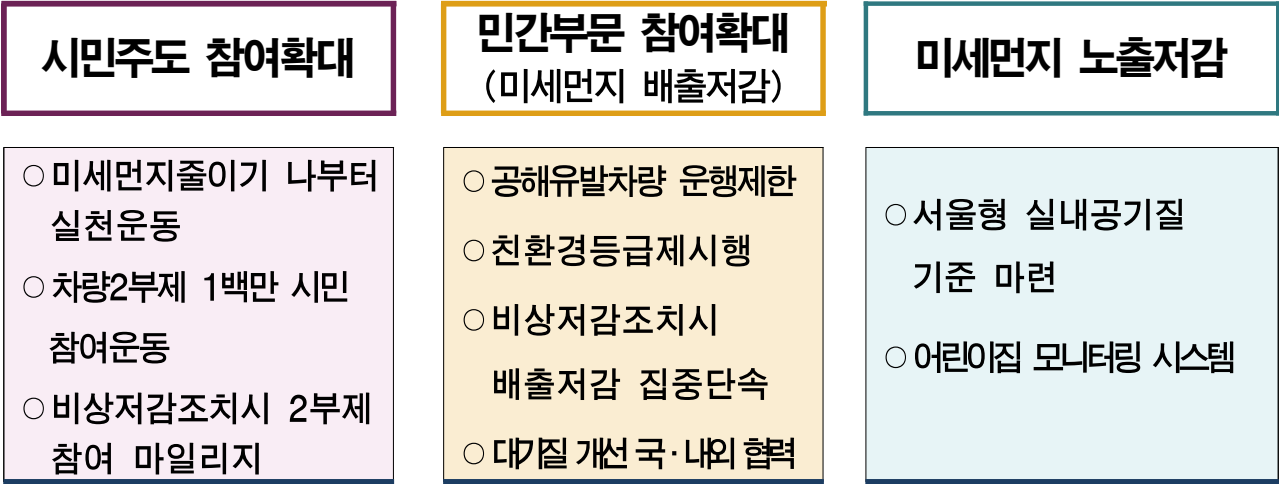 시민주도 참여확대
○ 미세먼지줄이기 나부터
실천운동
○ 차량2부제 1백만 시민
참여운동
○ 비상저감조치시 2부제
참여 마일리지
민간부문 참여확대
(미세먼지 배출저감)
○ 공해유발차량 운행제한
○ 친환경등급제시행
○ 비상저감조치시
배출저감 집중단속
○ 대기질 개선 국·내외 협력
미세먼지 노출저감
○ 서울형 실내공기질
기준 마련
○ 어린이집 모니터링 시스템